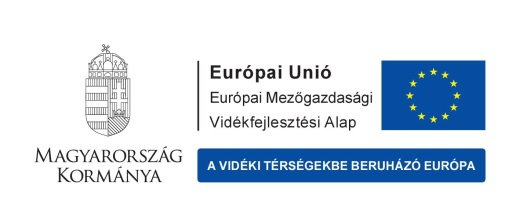 MAGYARORSZÁG
KORMÁNYA
Európai Unió
Európai Mezőgazdasági
Vidékfejlesztési Alap
A VIDÉKI TÉRSÉGEKBE BERUHÁZÓ EURÓPA